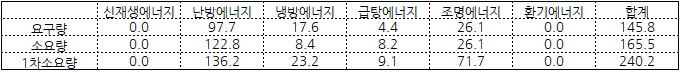 신재생에너지 난방에너지 냉방에너지 급탕에너지 조명에너지 환기에너지 합계
요구량 0.0 97.7 17.6 4.4 26.1 0.0 145.8
소요량 0.0 122.8 8.4 8.2 26.1 0.0 165.5
1차소요량 0.0 136.2 23.2 9.1 71.7 0.0 240.2